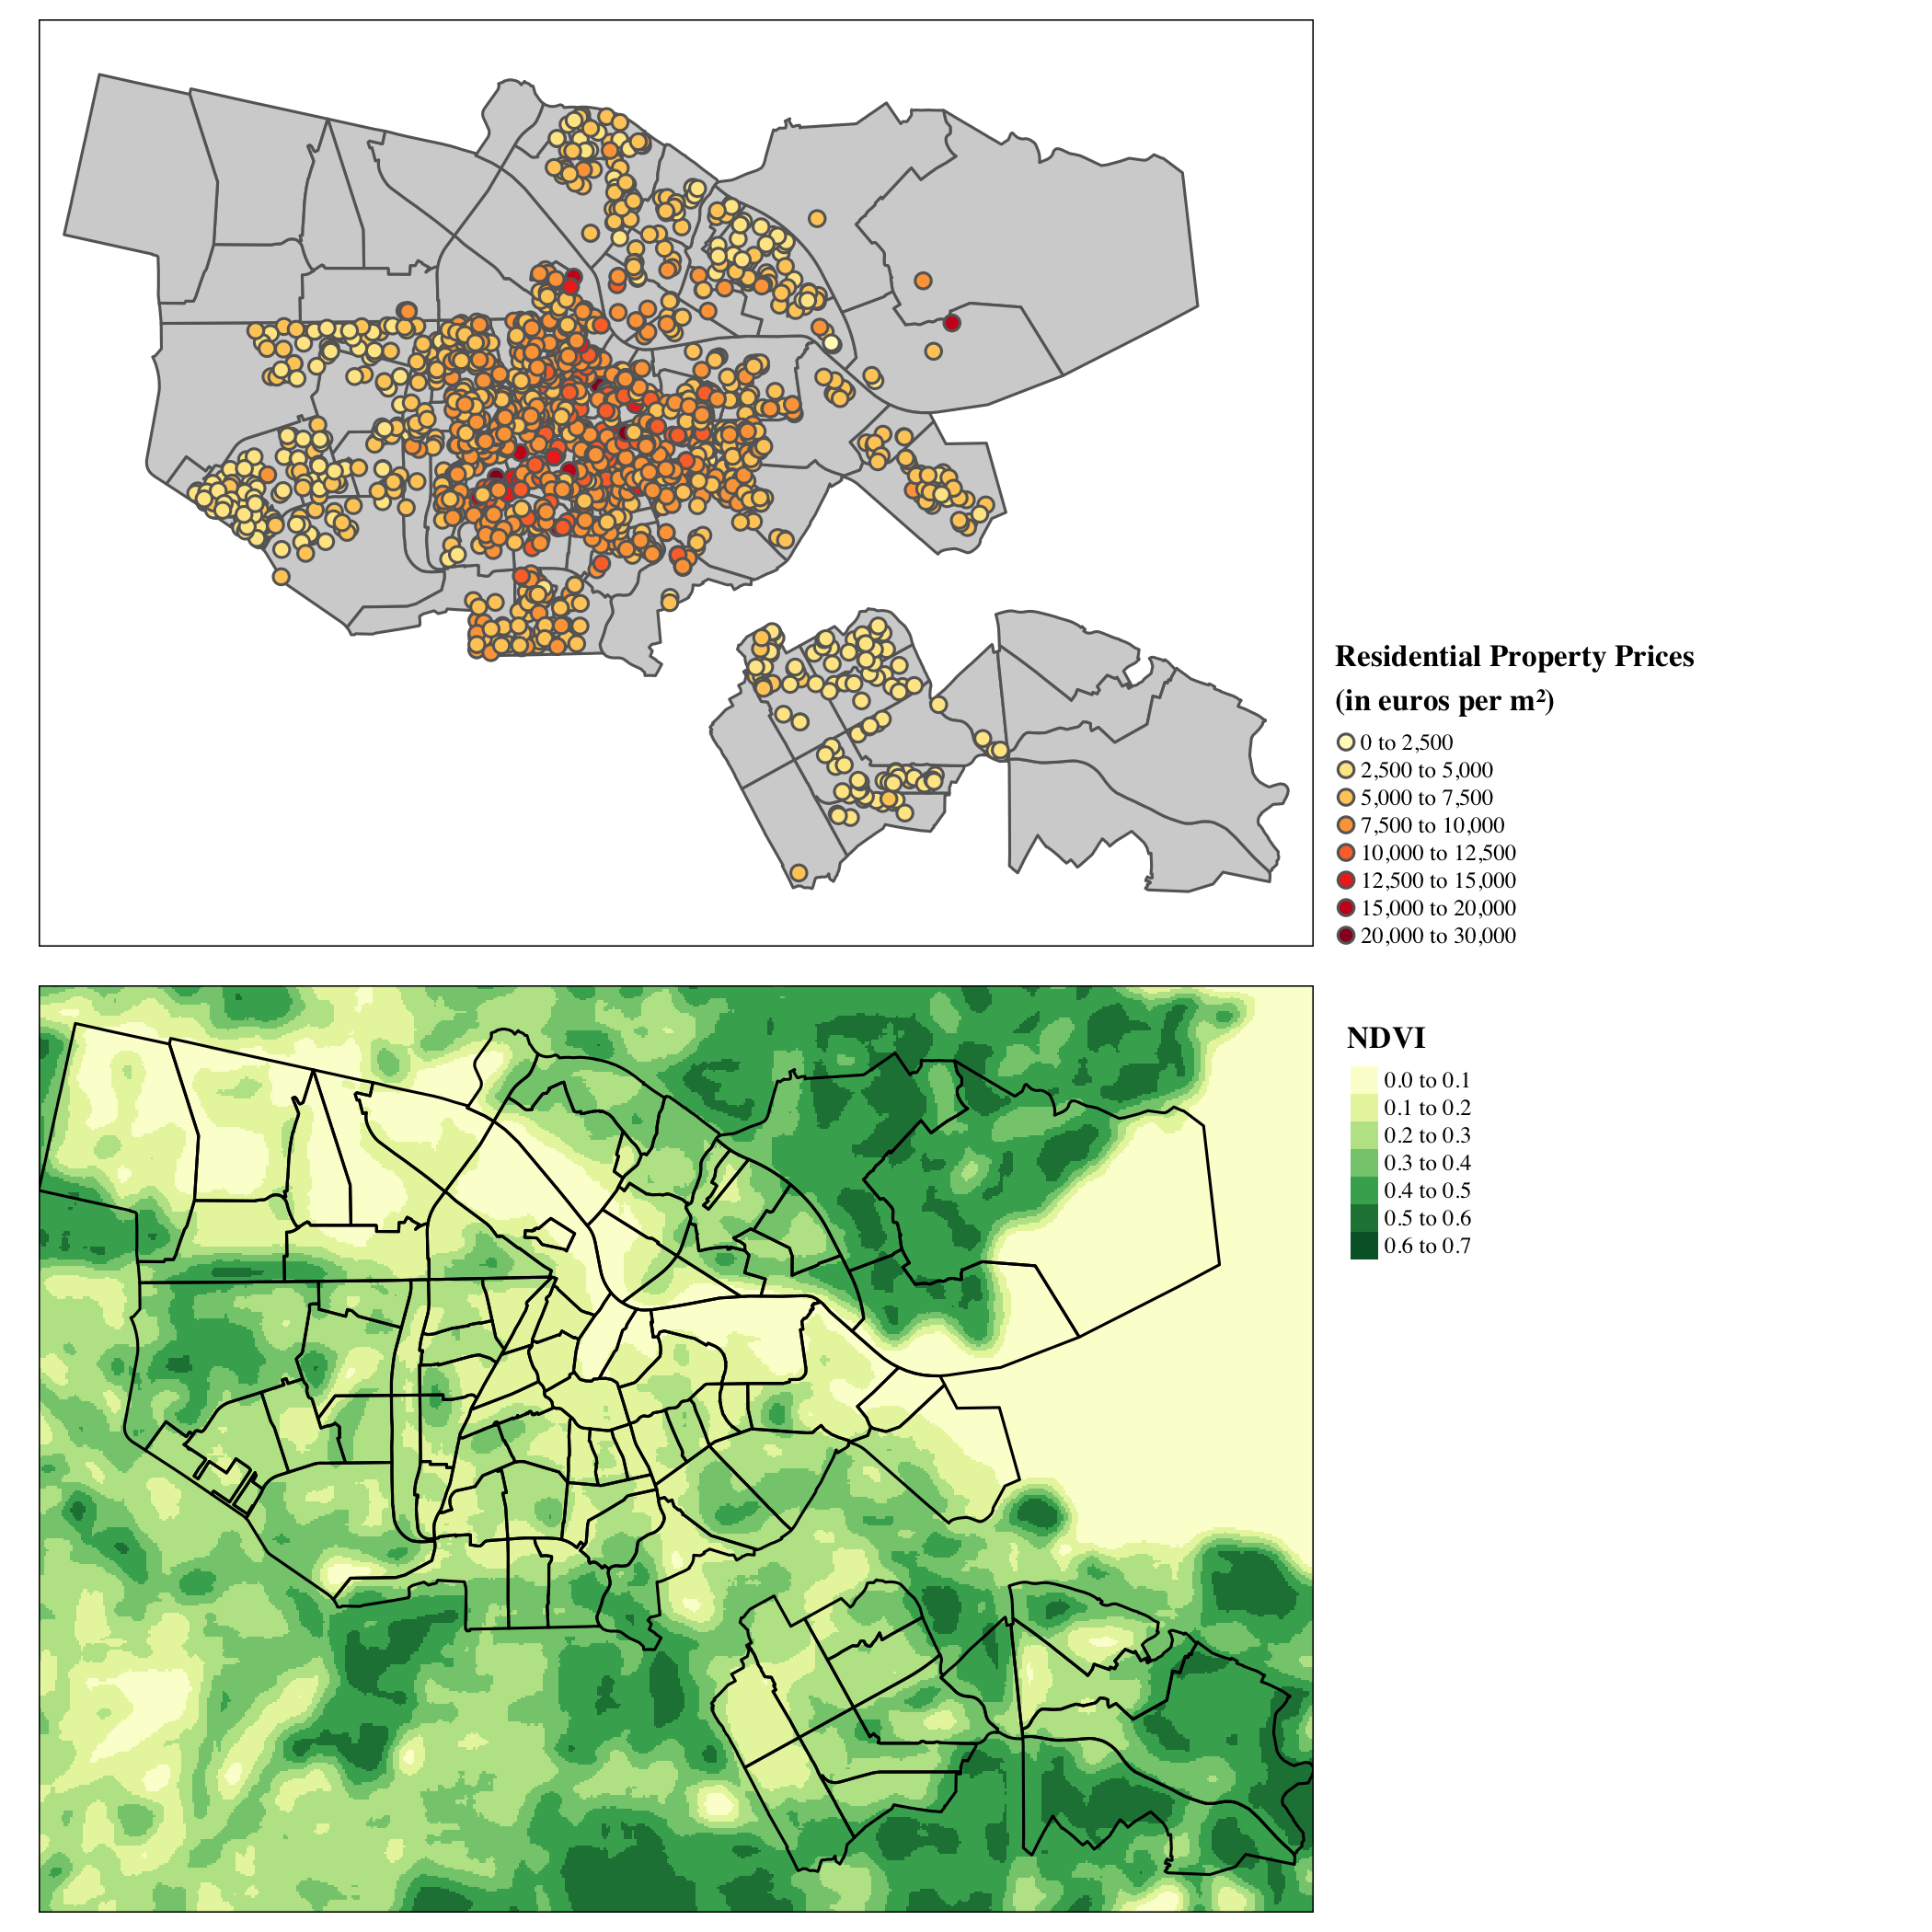 Residential Property Prices
(in euros per m²)
0 to 2,500
2,500 to 5,000
5,000 to 7,500
7,500 to 10,000
10,000 to 12,500
12,500 to 15,000
15,000 to 20,000
20,000 to 30,000
NDVI
0.0 to 0.1
0.1 to 0.2
0.2 to 0.3
0.3 to 0.4
0.4 to 0.5
0.5 to 0.6
0.6 to 0.7